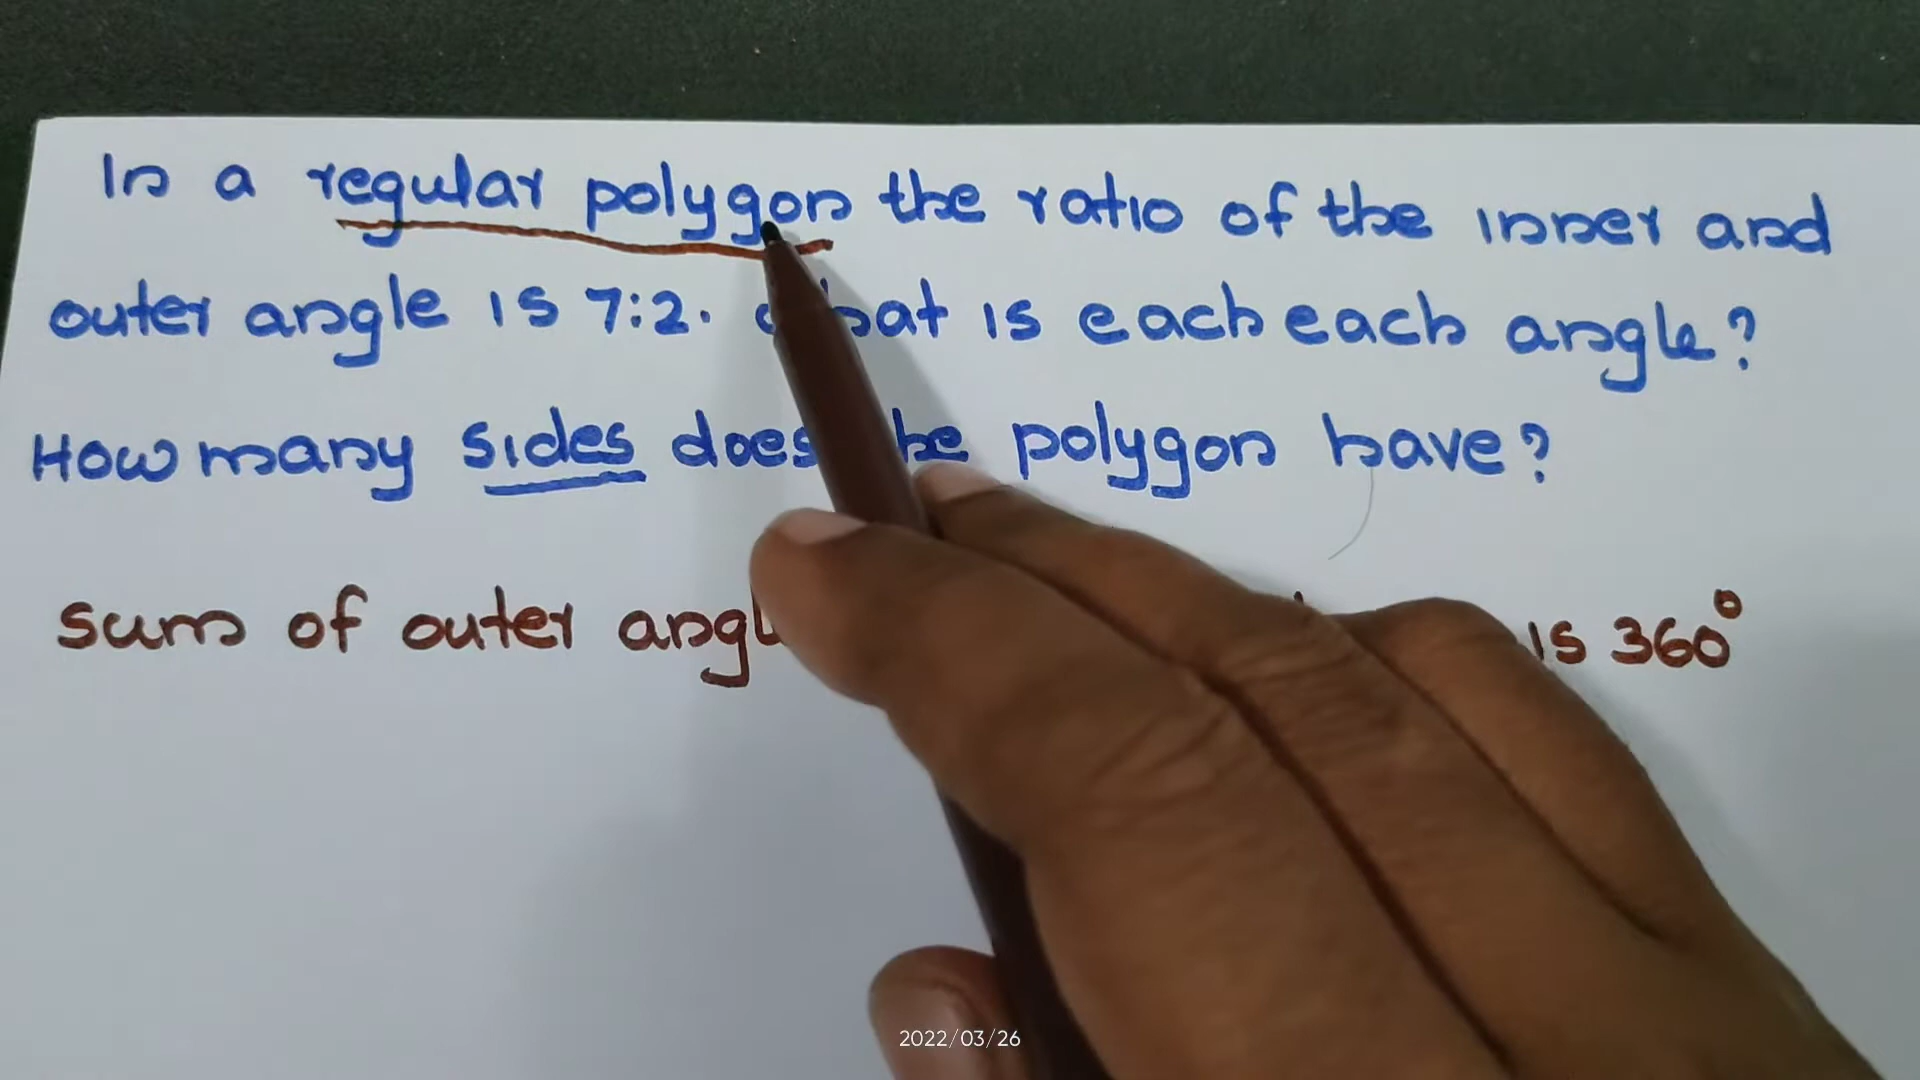 In a regular polygon the ratio of the inner and
outer angle is 7:2. what is each each angle?
How many sides does he polygon have?
sum of outer angl is 360°
2022/03/26